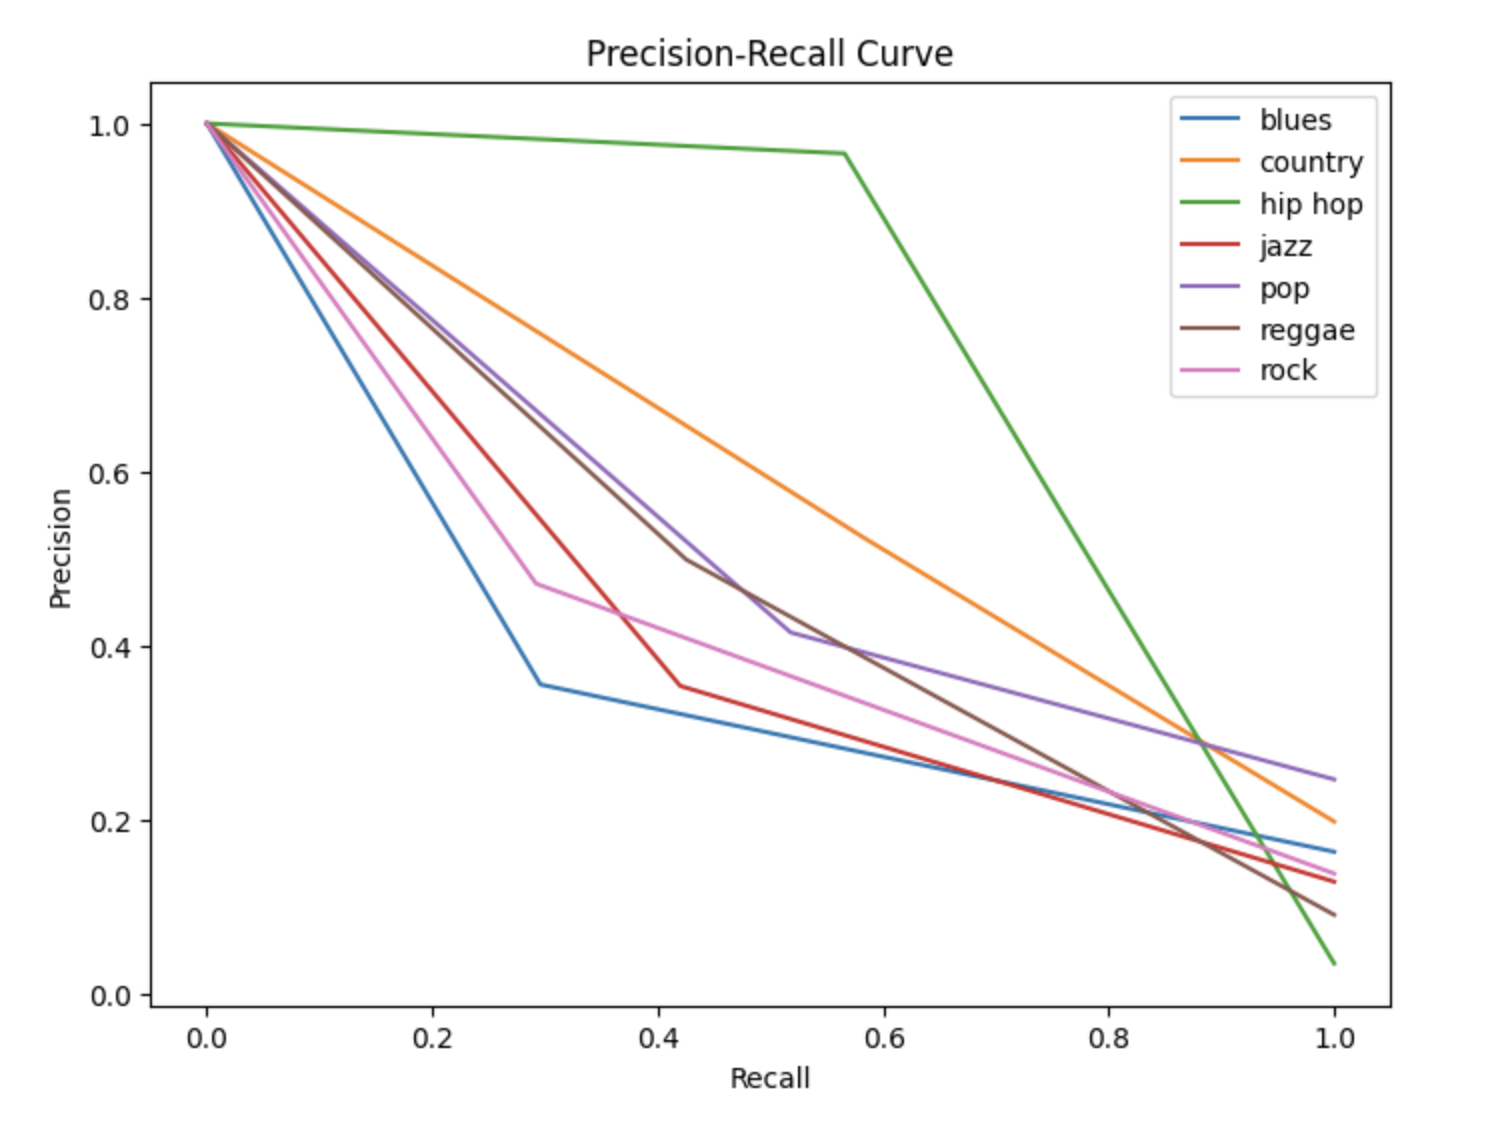 Precision-Recall Curve
blues
country
hip hop
jazz
pop
reggae
rock
1.0
0.8
0.6
0.4
0.2
0.0
Precision
0.0 0.2 0.4 0.6 0.8 1.0
Recall